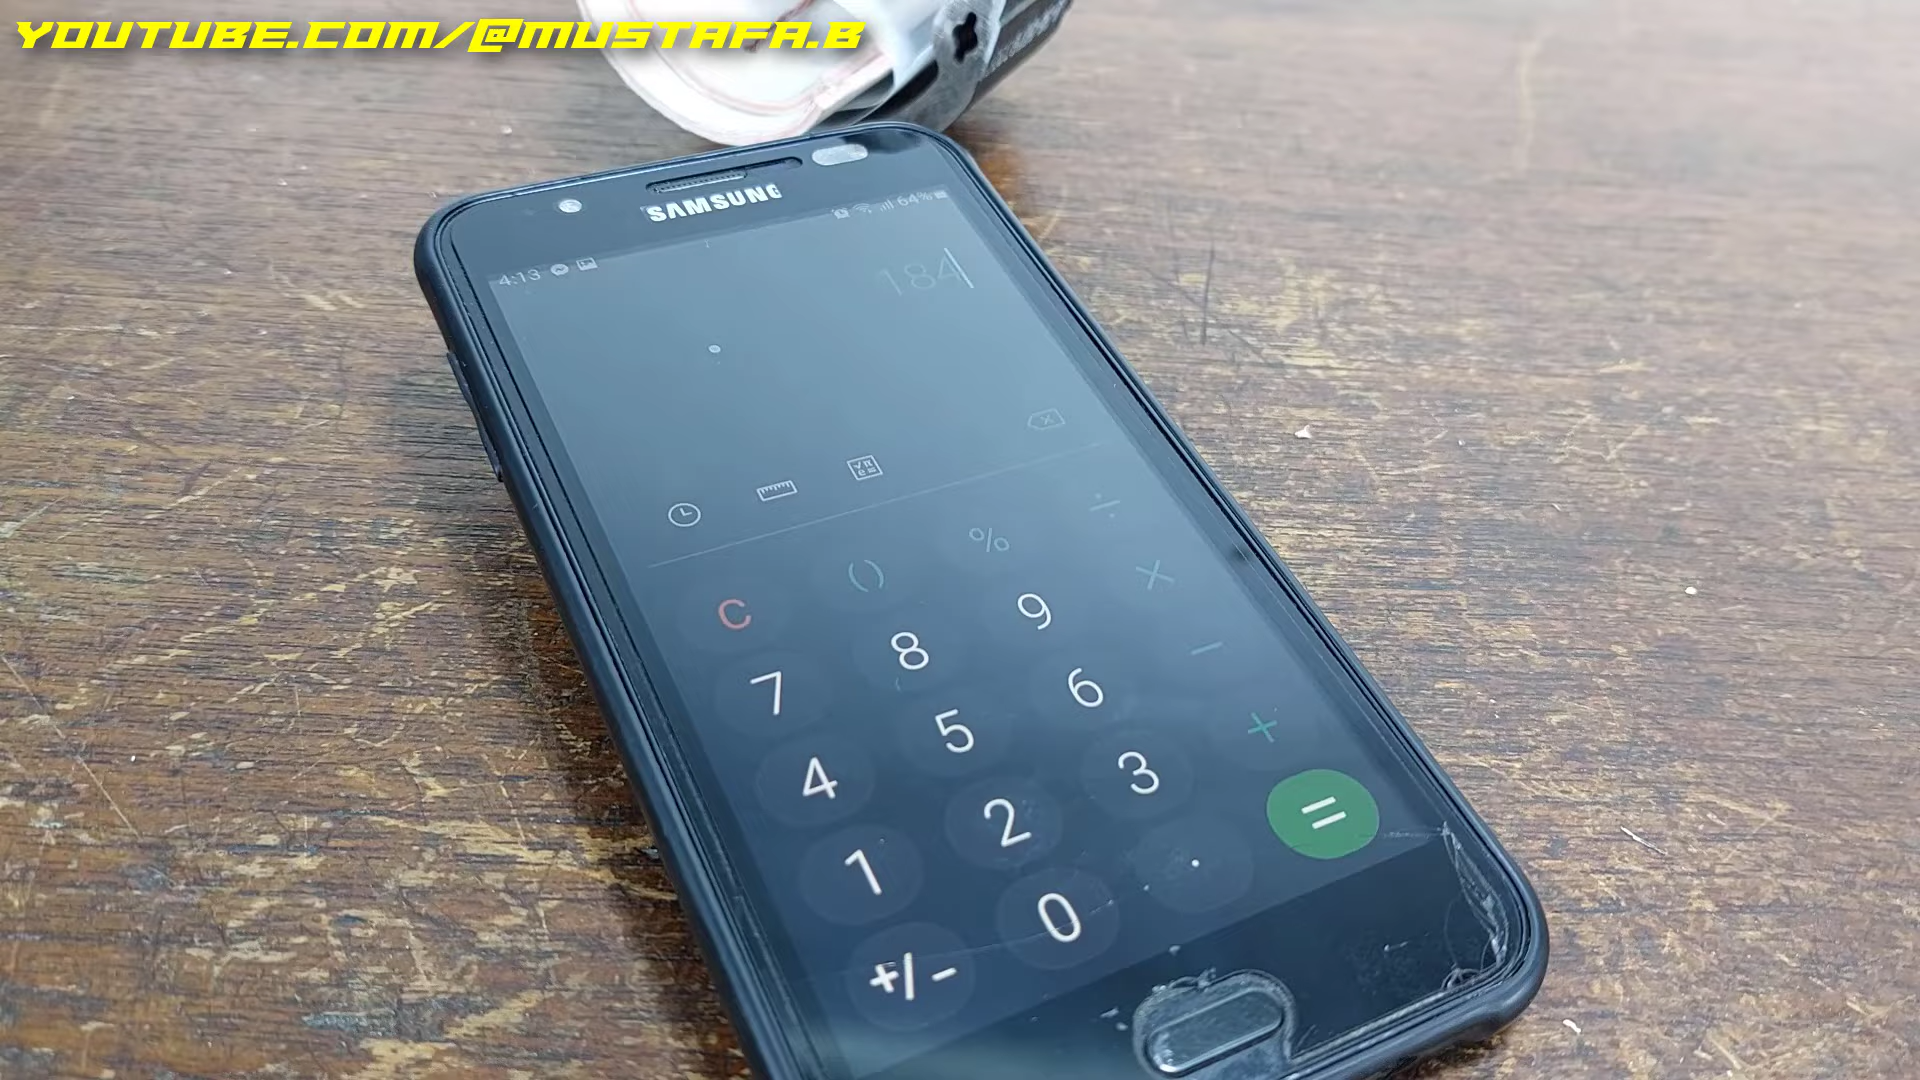 YOUTUBE.COM/@MUSTAFA.B
SAMSUNG
4:13 64%
184
√π
e =
( ) % ÷
C 9 ×
7 8 6 −
4 5 3 +
1 2 . =
+/- 0